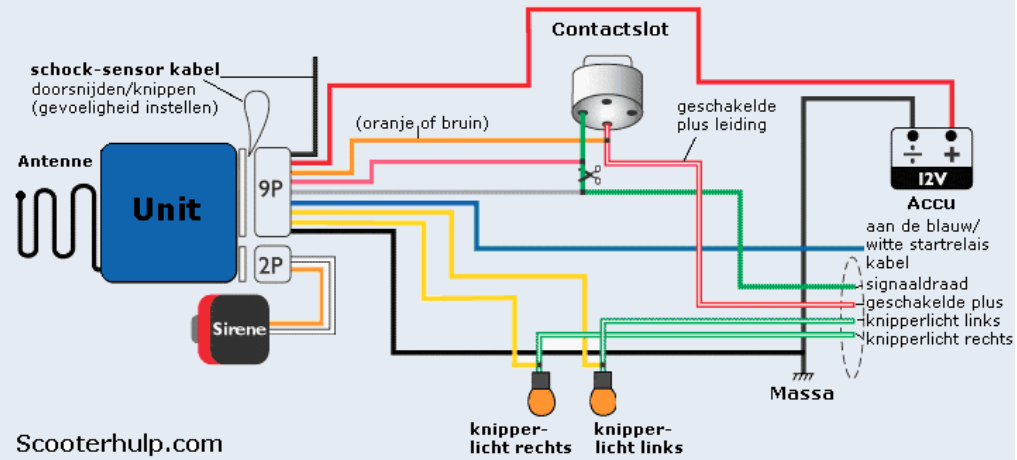 Contactslot
schock-sensor kabel
doorsnijden/knippen
(gevoeligheid instellen)
(oranje of bruin)
geschakelde
plus leiding
Antenne
Unit
9P
2P
Sirene
÷ +
12V
Accu
aan de blauw/
witte startrelais
kabel
signaaldraad
geschakelde plus
knipperlicht links
knipperlicht rechts
Massa
knipper-
licht rechts
knipper-
licht links
Scooterhulp.com